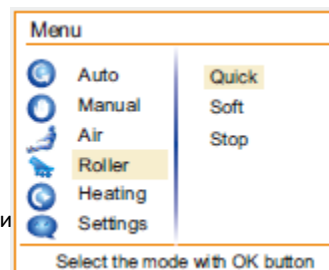 Menu
Auto
Manual
Air
Roller
Heating
Settings
Quick
Soft
Stop
и
Select the mode with OK button